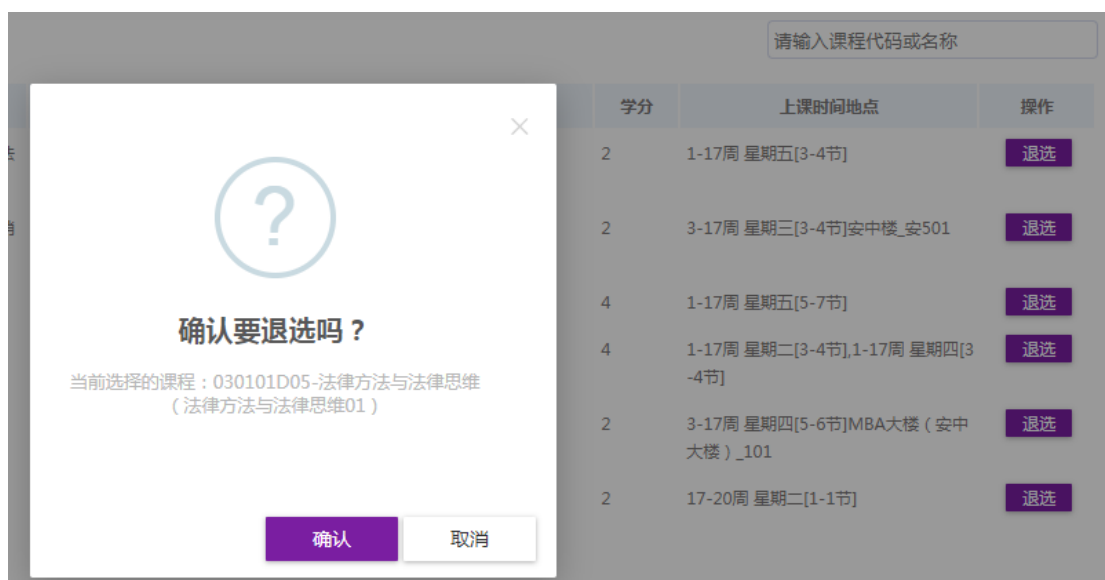 请输入课程代码或名称
学分 上课时间地点 操作
2 1-17周 星期五[3-4节] 退选
2 3-17周 星期三[3-4节]安中楼_安501 退选
4 1-17周 星期五[5-7节] 退选
4 1-17周 星期二[3-4节],1-17周 星期四[3 退选
-4节]
2 3-17周 星期四[5-6节]MBA大楼（安中 退选
大楼）_101
2 17-20周 星期二[1-1节] 退选
?
确认要退选吗？
当前选择的课程：030101D05-法律方法与法律思维
（法律方法与法律思维01）
确认 取消